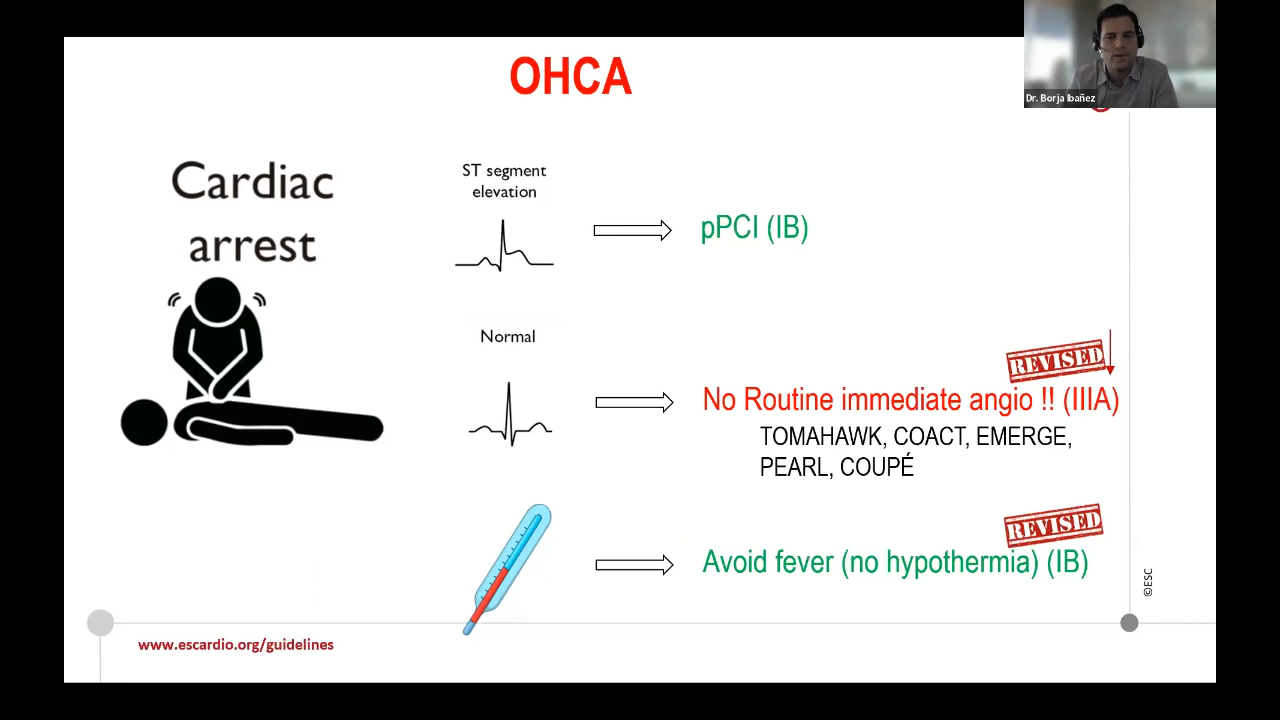 OHCA
Dr. Borja Ibañez
Cardiac
arrest
ST segment
elevation
pPCI (IB)
Normal
REVISED
No Routine immediate angio !! (IIIA)
TOMAHAWK, COACT, EMERGE,
PEARL, COUPÉ
REVISED
Avoid fever (no hypothermia) (IB)
©ESC
www.escardio.org/guidelines